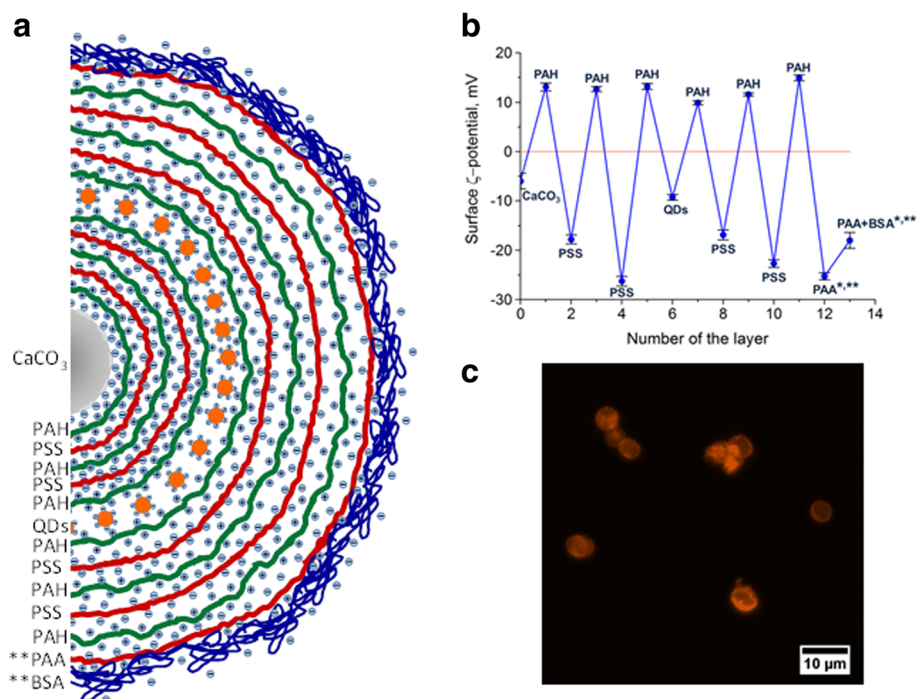 a
CaCO₃
PAH
PSS
PAH
PSS
PAH
QDs
PAH
PSS
PAH
PSS
PAH
**PAA
**BSA
b
Surface ζ–potential, mV
20
10
0
-10
-20
-30
PAH
PAH
PAH
PAH
PAH
PAH
CaCO₃
QDs
PSS
PSS
PSS
PSS
PAA+BSA*,**
PAA*,**
0 2 4 6 8 10 12 14
Number of the layer
c
10 µm